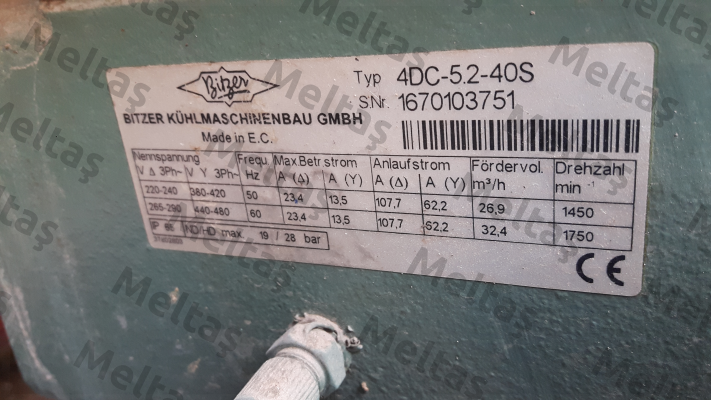 Bitzer
Typ 4DC-5.2-40S
S.Nr. 1670103751
BITZER KÜHLMASCHINENBAU GMBH
Made in E.C.
Nennspannung Frequ. Max Betr strom Anlaufstrom Fördervol. Drehzahl
V Δ 3Ph~ V Y 3Ph~ Hz A (Δ) A (Y) A (Δ) A (Y) m³/h min
220-240 380-420 50 23,4 13,5 107,7 62,2 26,9 1450
265-290 440-480 60 23,4 13,5 107,7 62,2 32,4 1750
IP ND/HD max. 19 / 28 bar
CE
Meltaş